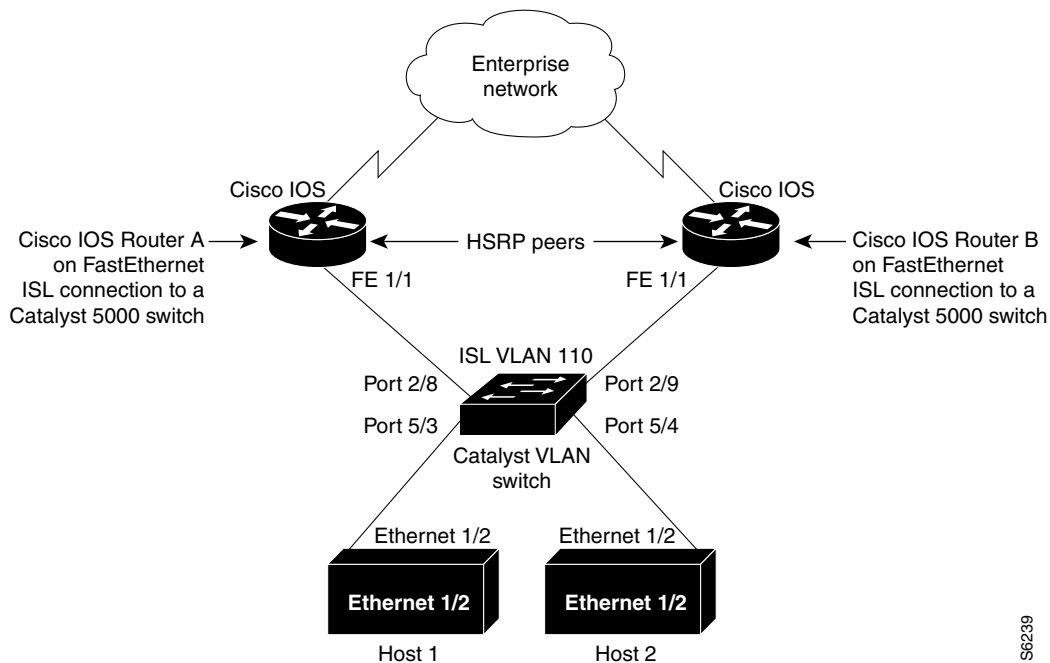 Enterprise
network
Cisco IOS
Cisco IOS
Cisco IOS Router A
on FastEthernet
ISL connection to a
Catalyst 5000 switch
HSRP peers
Cisco IOS Router B
on FastEthernet
ISL connection to a
Catalyst 5000 switch
FE 1/1
FE 1/1
ISL VLAN 110
Port 2/8
Port 2/9
Port 5/3
Port 5/4
Catalyst VLAN
switch
Ethernet 1/2
Ethernet 1/2
Ethernet 1/2
Ethernet 1/2
Host 1
Host 2
S6239